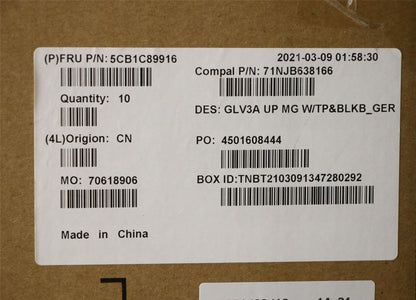 (P)FRU P/N: 5CB1C89916
2021-03-09 01:58:30
Compal P/N: 71NJB638166
Quantity: 10
DES: GLV3A UP MG W/TP&BLKB_GER
(4L)Origion: CN
PO: 4501608444
MO: 70618906
BOX ID:TNBT2103091347280292
Made in China